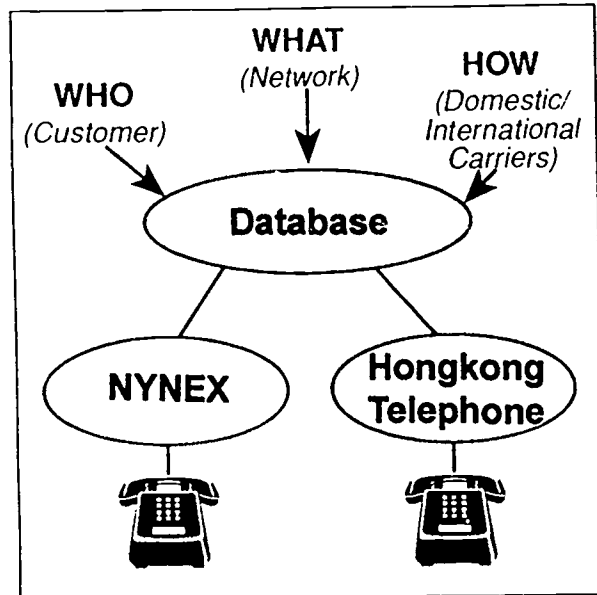 WHAT
(Network)
WHO
(Customer)
HOW
(Domestic/
International
Carriers)
Database
NYNEX
Hongkong
Telephone